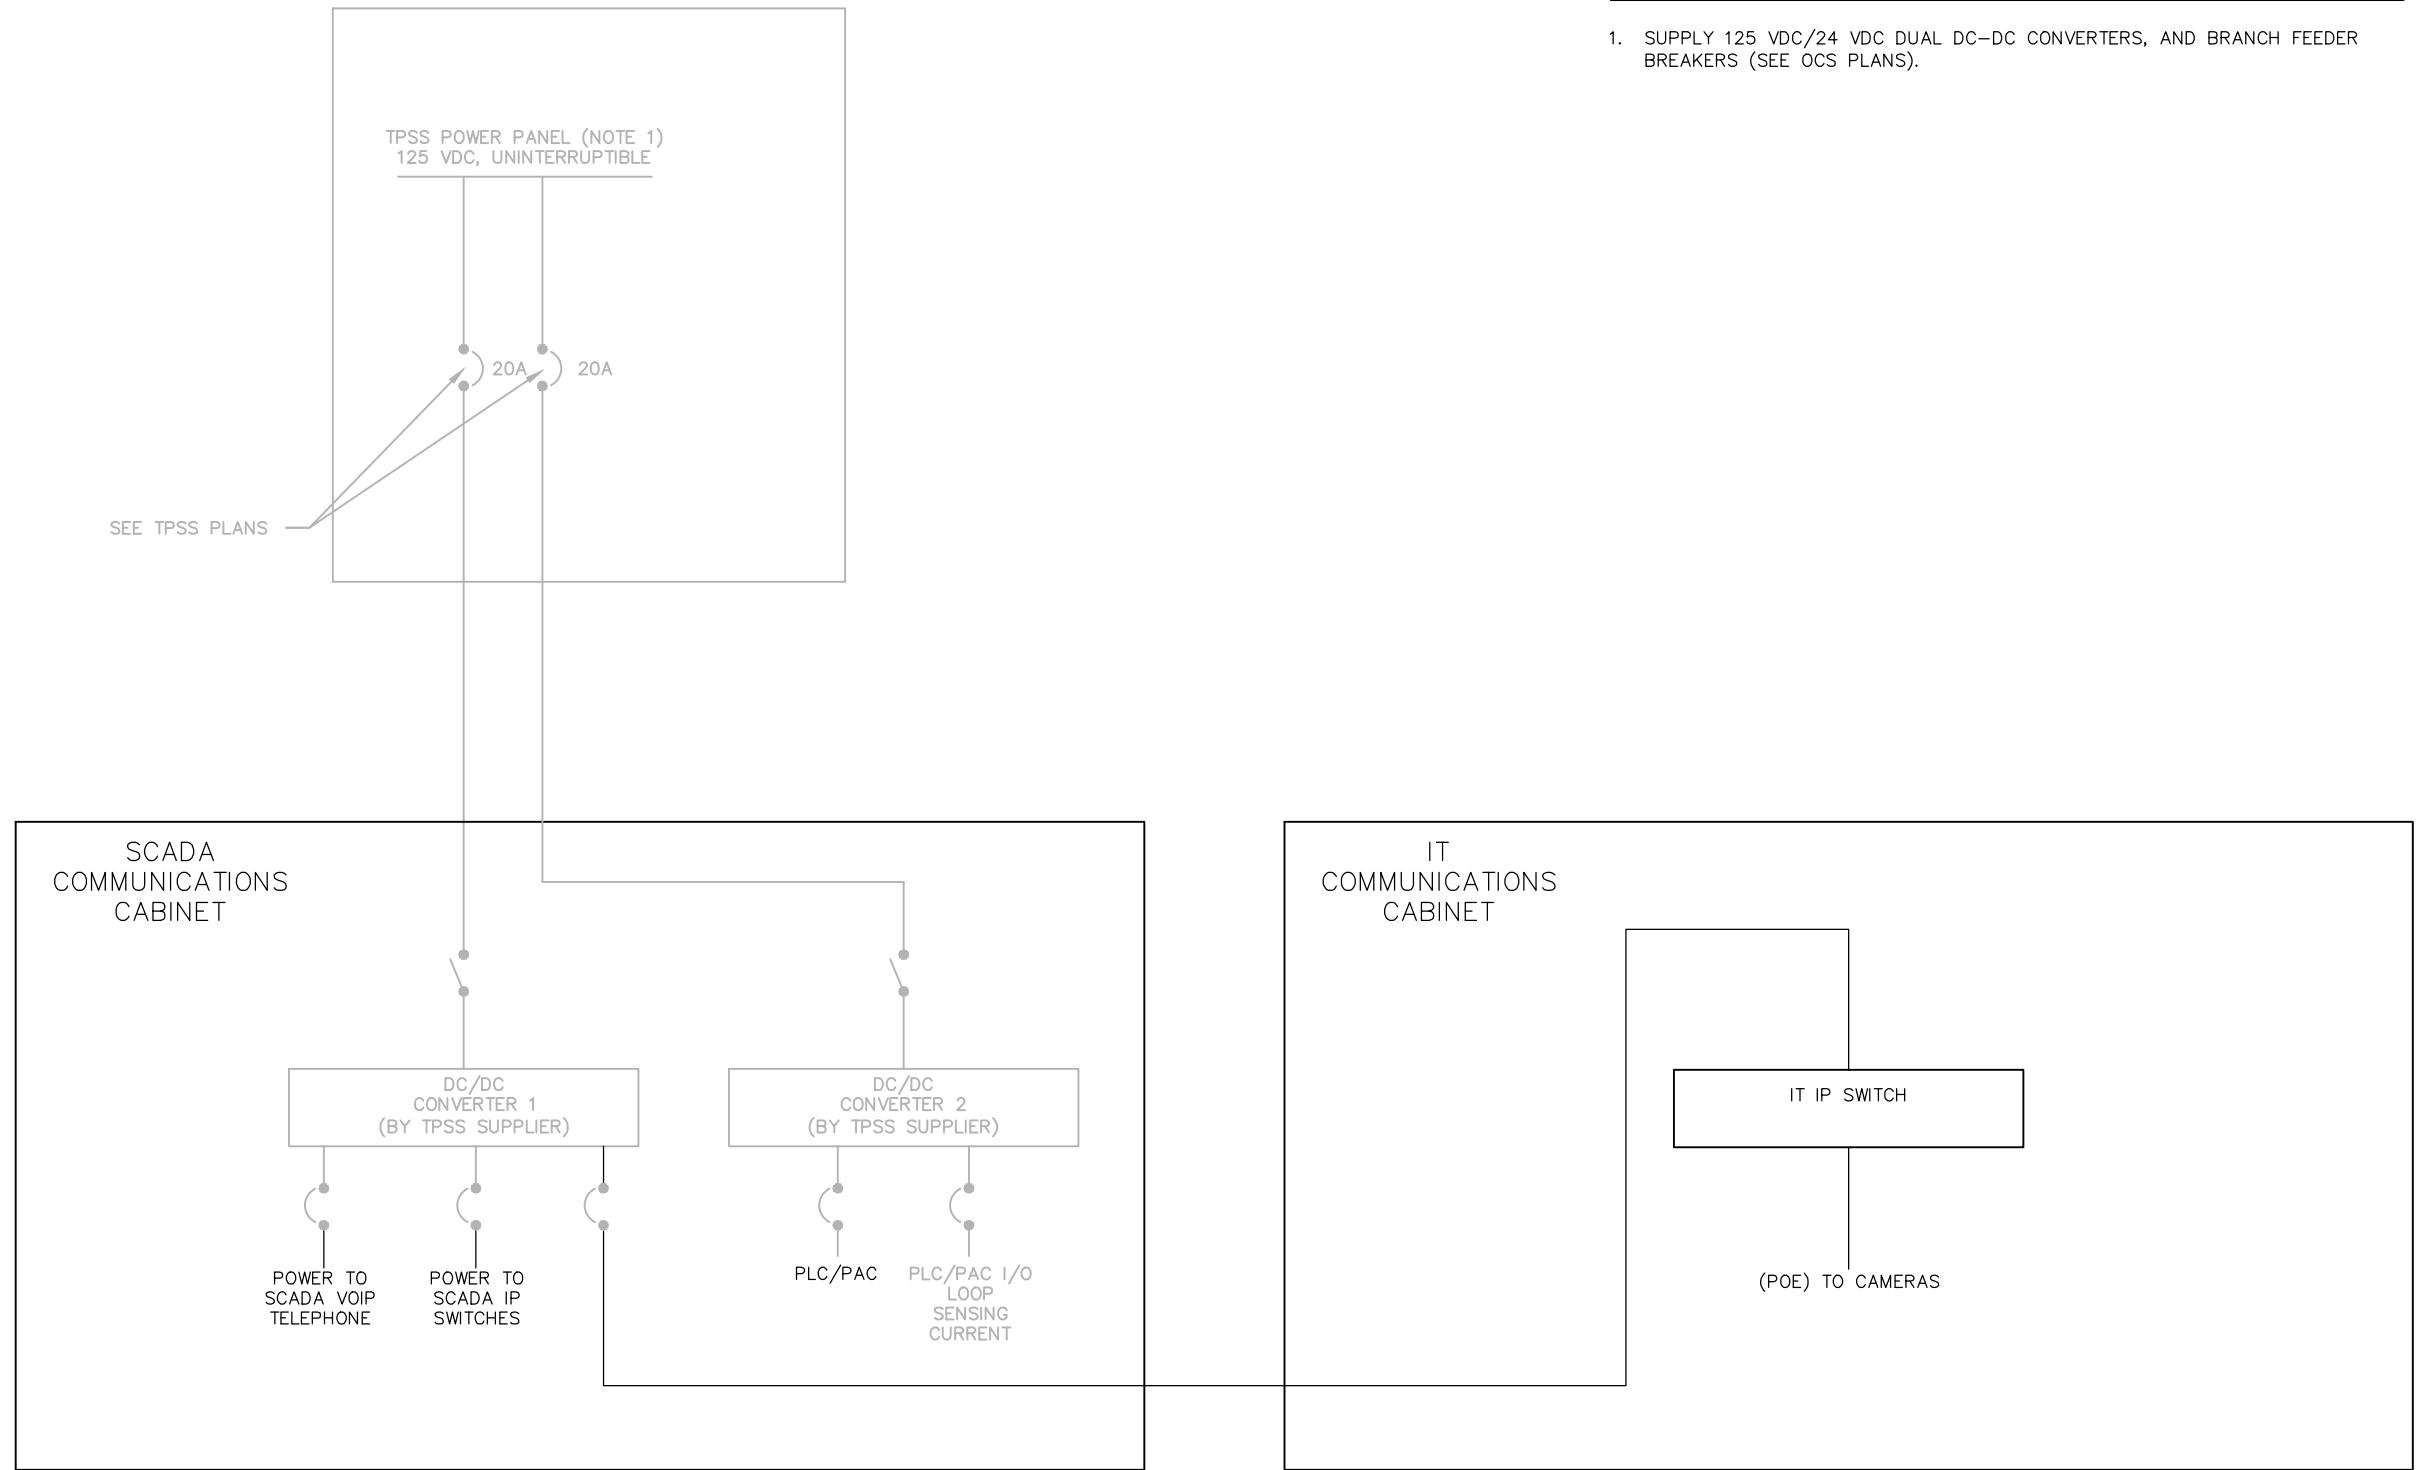 1. SUPPLY 125 VDC/24 VDC DUAL DC-DC CONVERTERS, AND BRANCH FEEDER
BREAKERS (SEE OCS PLANS).
TPSS POWER PANEL (NOTE 1)
125 VDC, UNINTERRUPTIBLE
20A
20A
SEE TPSS PLANS
SCADA
COMMUNICATIONS
CABINET
DC/DC
CONVERTER 1
(BY TPSS SUPPLIER)
DC/DC
CONVERTER 2
(BY TPSS SUPPLIER)
POWER TO
SCADA VOIP
TELEPHONE
POWER TO
SCADA IP
SWITCHES
PLC/PAC
PLC/PAC I/O
LOOP
SENSING
CURRENT
IT
COMMUNICATIONS
CABINET
IT IP SWITCH
(POE) TO CAMERAS